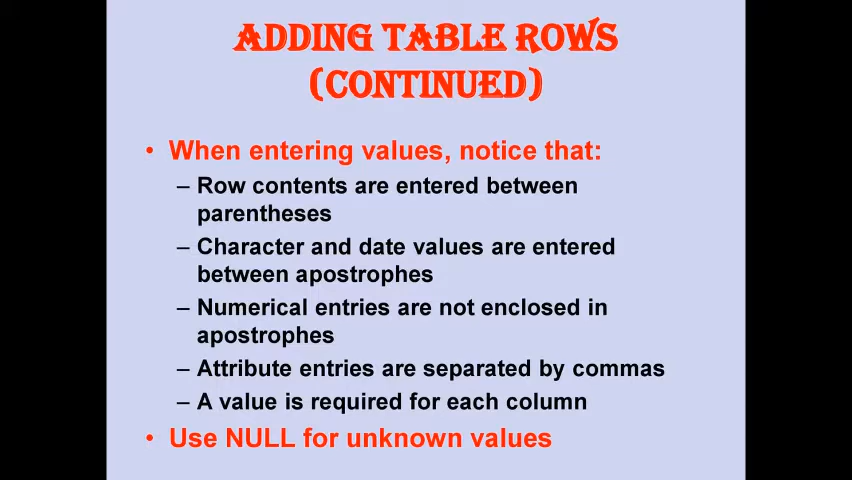 ADDING TABLE ROWS
(CONTINUED)
• When entering values, notice that:
– Row contents are entered between
parentheses
– Character and date values are entered
between apostrophes
– Numerical entries are not enclosed in
apostrophes
– Attribute entries are separated by commas
– A value is required for each column
• Use NULL for unknown values